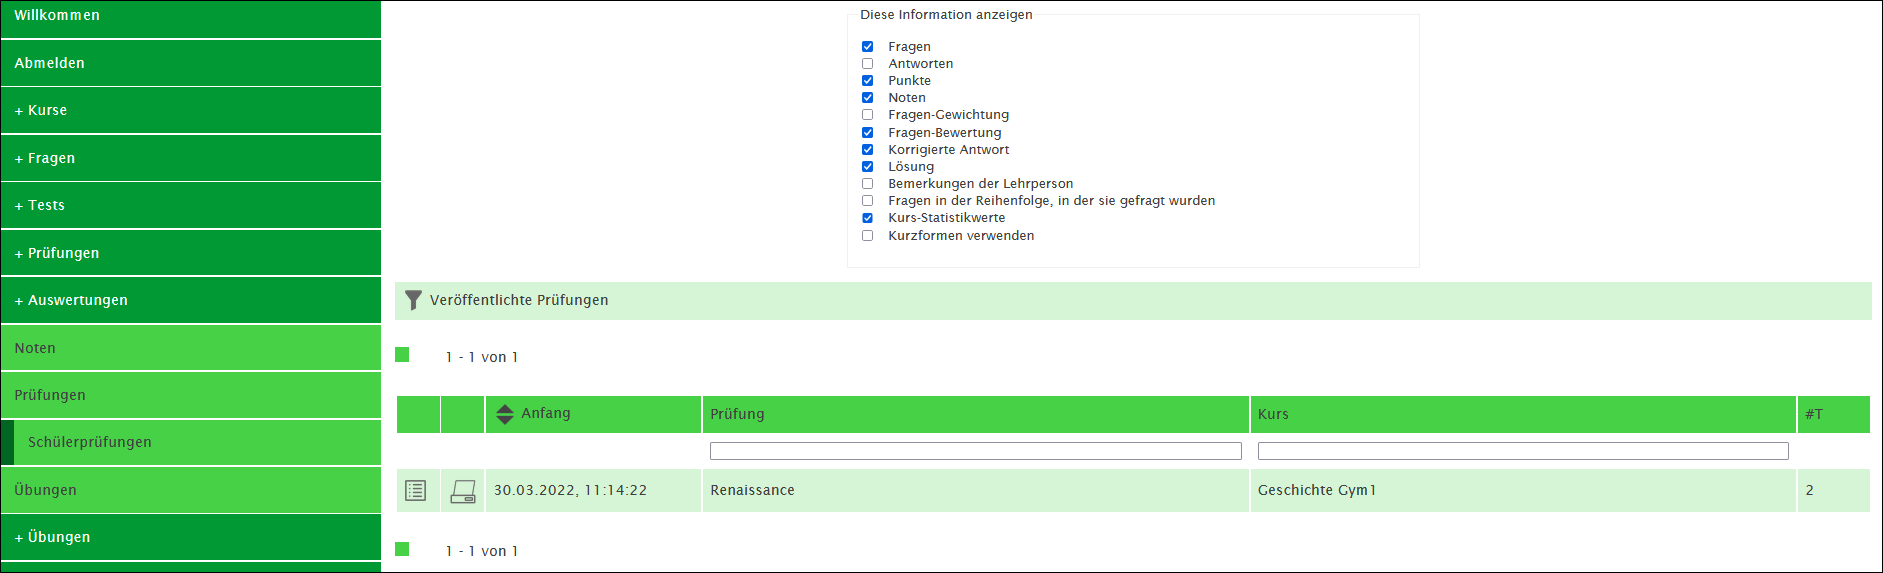 Willkommen
Abmelden
+ Kurse
+ Fragen
+ Tests
+ Prüfungen
+ Auswertungen
Noten
Prüfungen
Schülerprüfungen
Übungen
+ Übungen
Diese Information anzeigen
Fragen
Antworten
Punkte
Noten
Fragen-Gewichtung
Fragen-Bewertung
Korrigierte Antwort
Lösung
Bemerkungen der Lehrperson
Fragen in der Reihenfolge, in der sie gefragt wurden
Kurs-Statistikwerte
Kurzformen verwenden
Veröffentlichte Prüfungen
1 - 1 von 1
Anfang Prüfung Kurs #T
30.03.2022, 11:14:22 Renaissance Geschichte Gym1 2
1 - 1 von 1